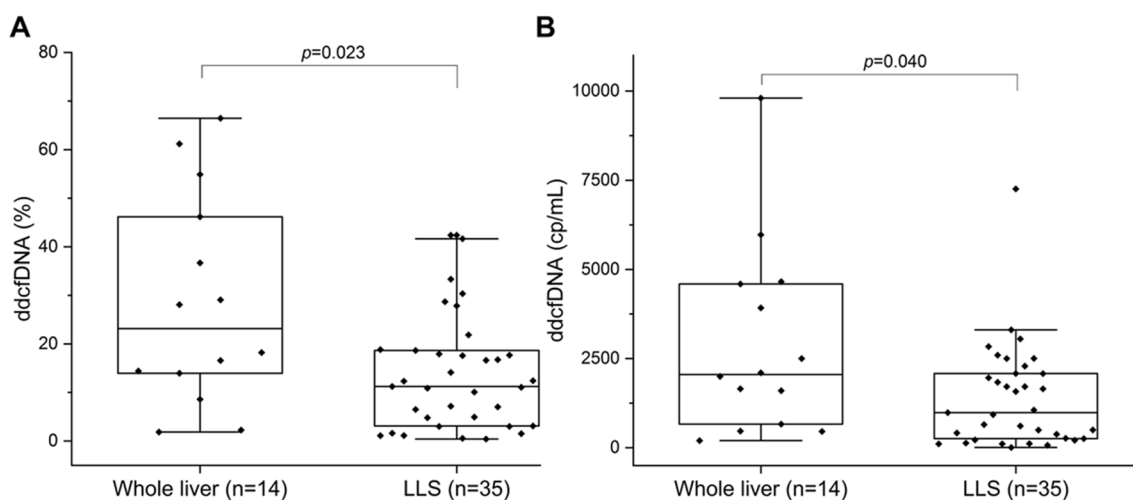 A
p=0.023
80
60
40
20
0
ddcfDNA (%)
Whole liver (n=14)
LLS (n=35)
B
p=0.040
10000
7500
5000
2500
0
ddcfDNA (cp/mL)
Whole liver (n=14)
LLS (n=35)